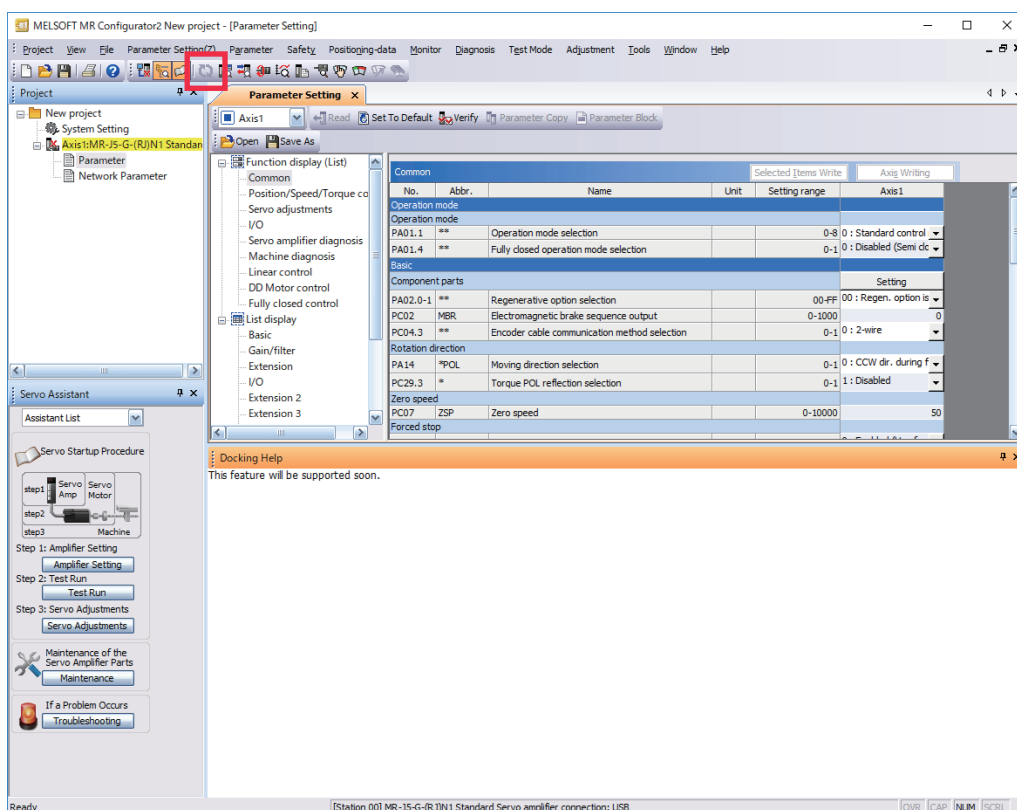 MELSOFT MR Configurator2 New project - [Parameter Setting]
Project View File Parameter Setting(Z) Parameter Safety Positioning-data Monitor Diagnosis Test Mode Adjustment Tools Window Help
Project
New project
System Setting
Axis1:MR-J5-G-(RJ)N1 Standar
Parameter
Network Parameter
Servo Assistant
Assistant List
Servo Startup Procedure
step1
Servo Amp
Servo Motor
step2
step3
Machine
Step 1: Amplifier Setting
Amplifier Setting
Step 2: Test Run
Test Run
Step 3: Servo Adjustments
Servo Adjustments
Maintenance of the
Servo Amplifier Parts
Maintenance
If a Problem Occurs
Troubleshooting
Parameter Setting
Axis1 Read Set To Default Verify Parameter Copy Parameter Block
Open Save As
Function display (List)
Common
Position/Speed/Torque co
Servo adjustments
I/O
Servo amplifier diagnosis
Machine diagnosis
Linear control
DD Motor control
Fully closed control
List display
Basic
Gain/filter
Extension
I/O
Extension 2
Extension 3
Common Selected Items Write Axis Writing
No. Abbr. Name Unit Setting range Axis1
Operation mode
Operation mode
PA01.1 ** Operation mode selection 0-8 0 : Standard control
PA01.4 ** Fully closed operation mode selection 0-1 0 : Disabled (Semi clc
Basic
Component parts Setting
PA02.0-1 ** Regenerative option selection 00-FF 00 : Regen. option is
PC02 MBR Electromagnetic brake sequence output 0-1000 0
PC04.3 ** Encoder cable communication method selection 0-1 0 : 2-wire
Rotation direction
PA14 *POL Moving direction selection 0-1 0 : CCW dir. during f
PC29.3 * Torque POL reflection selection 0-1 1 : Disabled
Zero speed
PC07 ZSP Zero speed 0-10000 50
Forced stop
Docking Help
This feature will be supported soon.
Ready [Station 00] MR-J5-G-(RJ)N1 Standard Servo amplifier connection: USB OVR CAP NUM SCRL